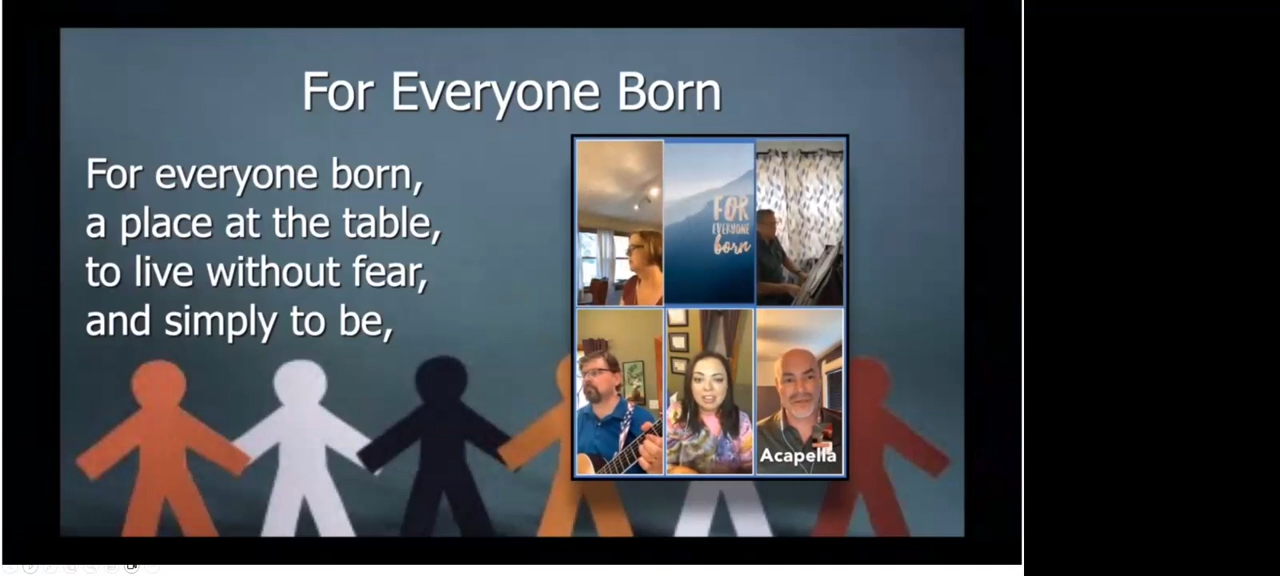 For Everyone Born
For everyone born,
a place at the table,
to live without fear,
and simply to be,
FOR
EVERYONE
born
Acapella